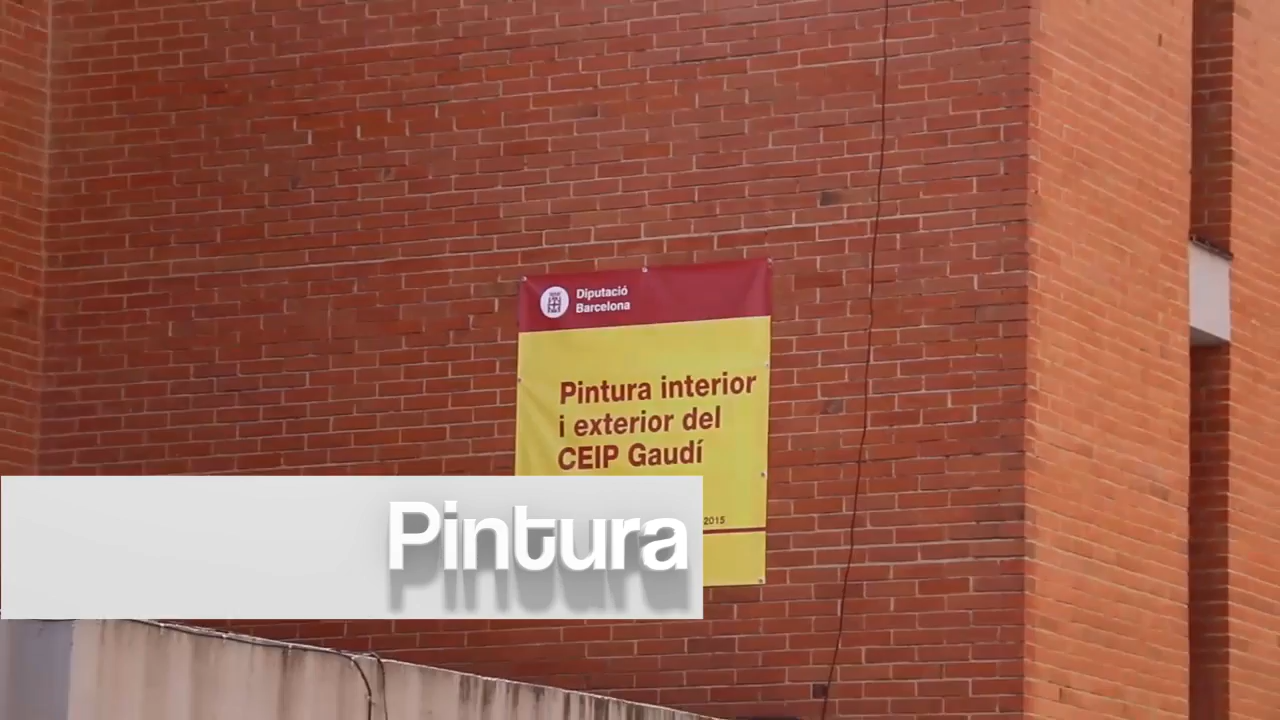 Diputació
Barcelona
Pintura interior
i exterior del
CEIP Gaudí
2015
Pintura